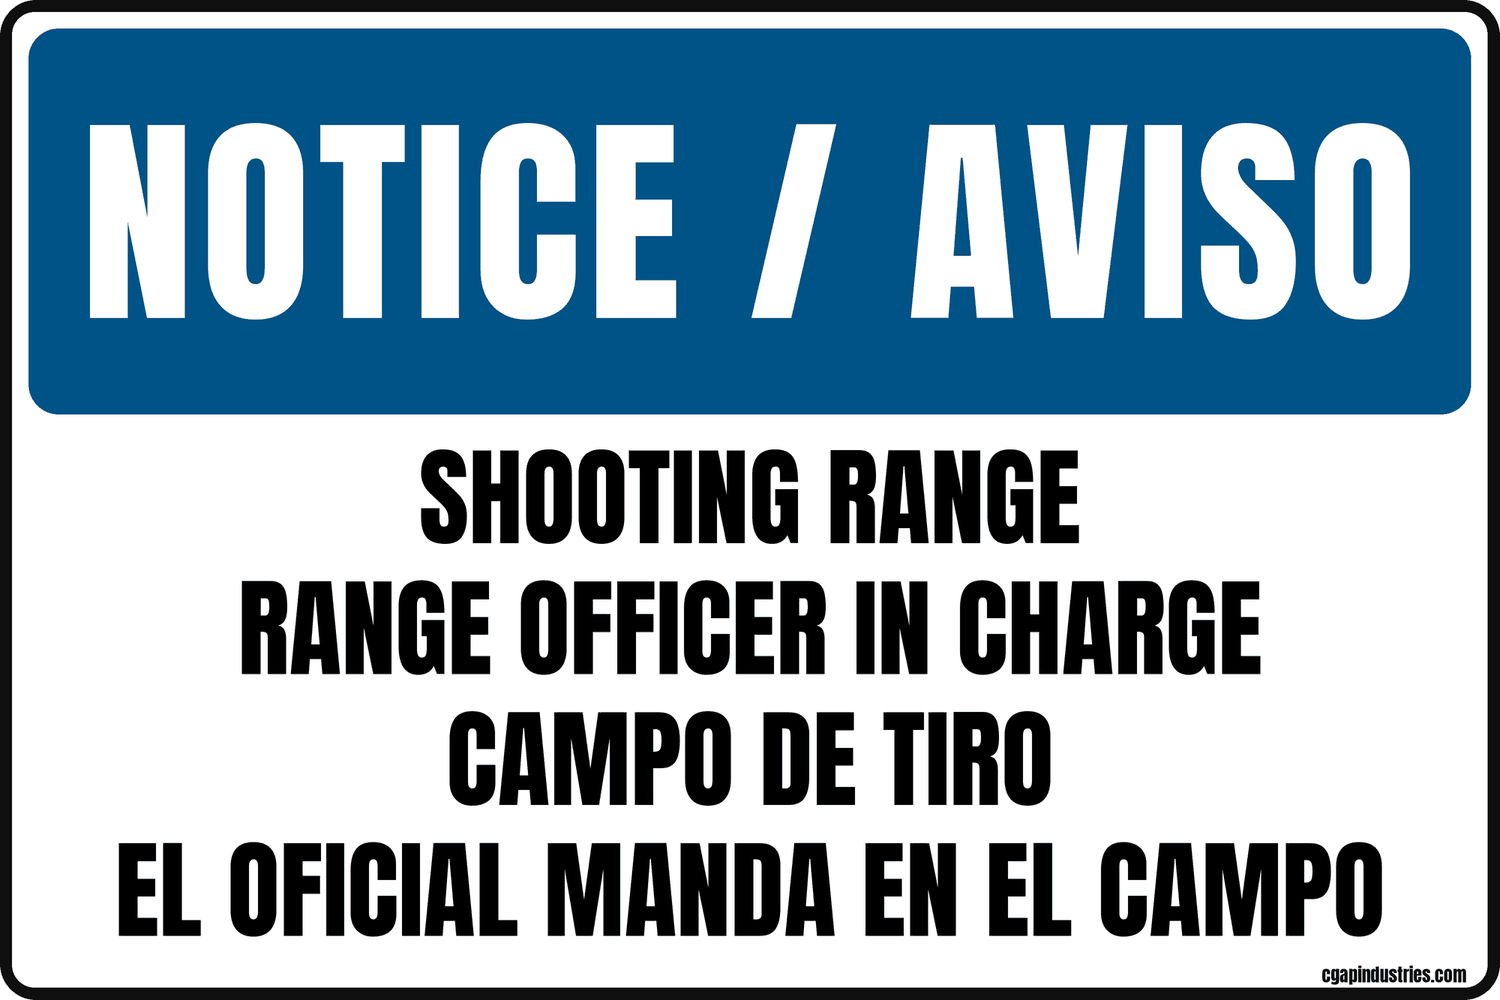 NOTICE / AVISO
SHOOTING RANGE
RANGE OFFICER IN CHARGE
CAMPO DE TIRO
EL OFICIAL MANDA EN EL CAMPO
cgapindustries.com